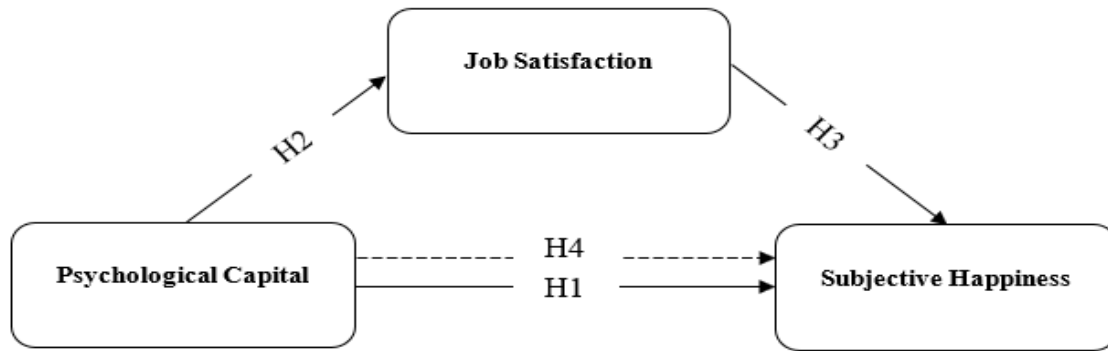 Job Satisfaction
H2
H3
Psychological Capital
H4
H1
Subjective Happiness